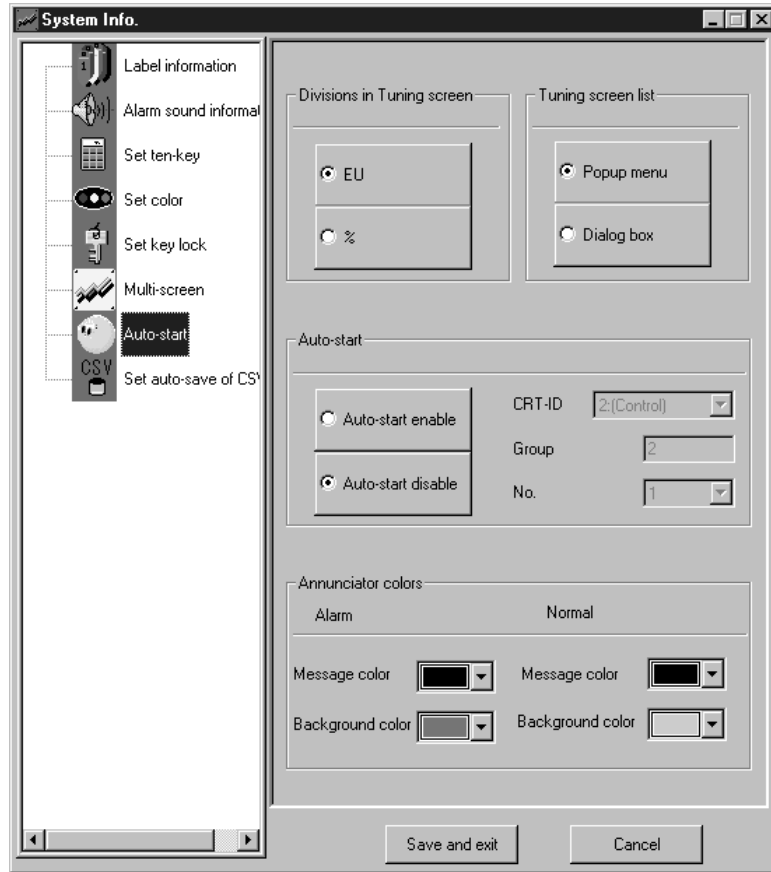 System Info.
Label information
Alarm sound informat
Set ten-key
Set color
Set key lock
Multi-screen
Auto-start
CSV
Set auto-save of CSV
Divisions in Tuning screen
EU
%
Tuning screen list
Popup menu
Dialog box
Auto-start
Auto-start enable
Auto-start disable
CRT-ID 2:(Control)
Group 2
No. 1
Annunciator colors
Alarm Normal
Message color Message color
Background color Background color
Save and exit Cancel